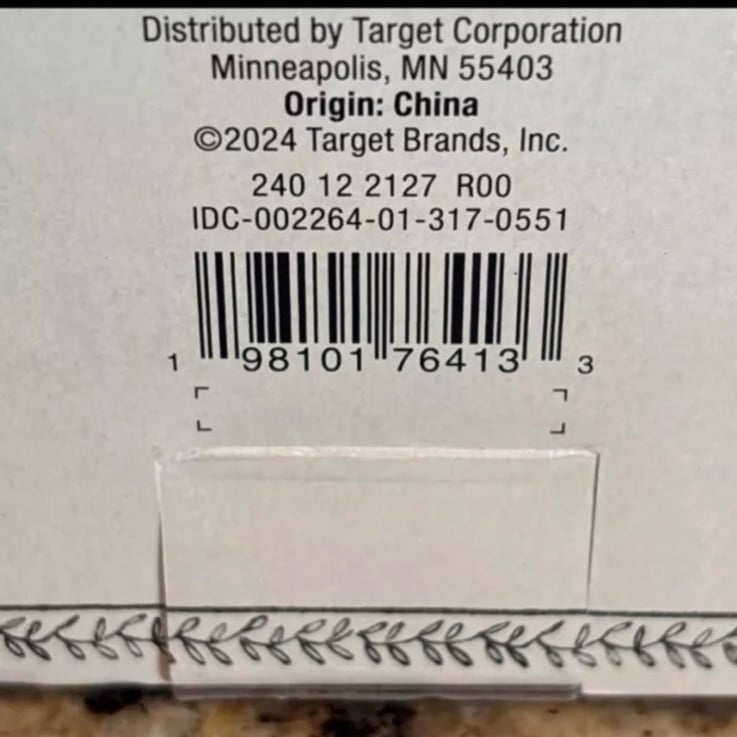 Distributed by Target Corporation
Minneapolis, MN 55403
Origin: China
©2024 Target Brands, Inc.
240 12 2127 R00
IDC-002264-01-317-0551
1 98101 76413 3